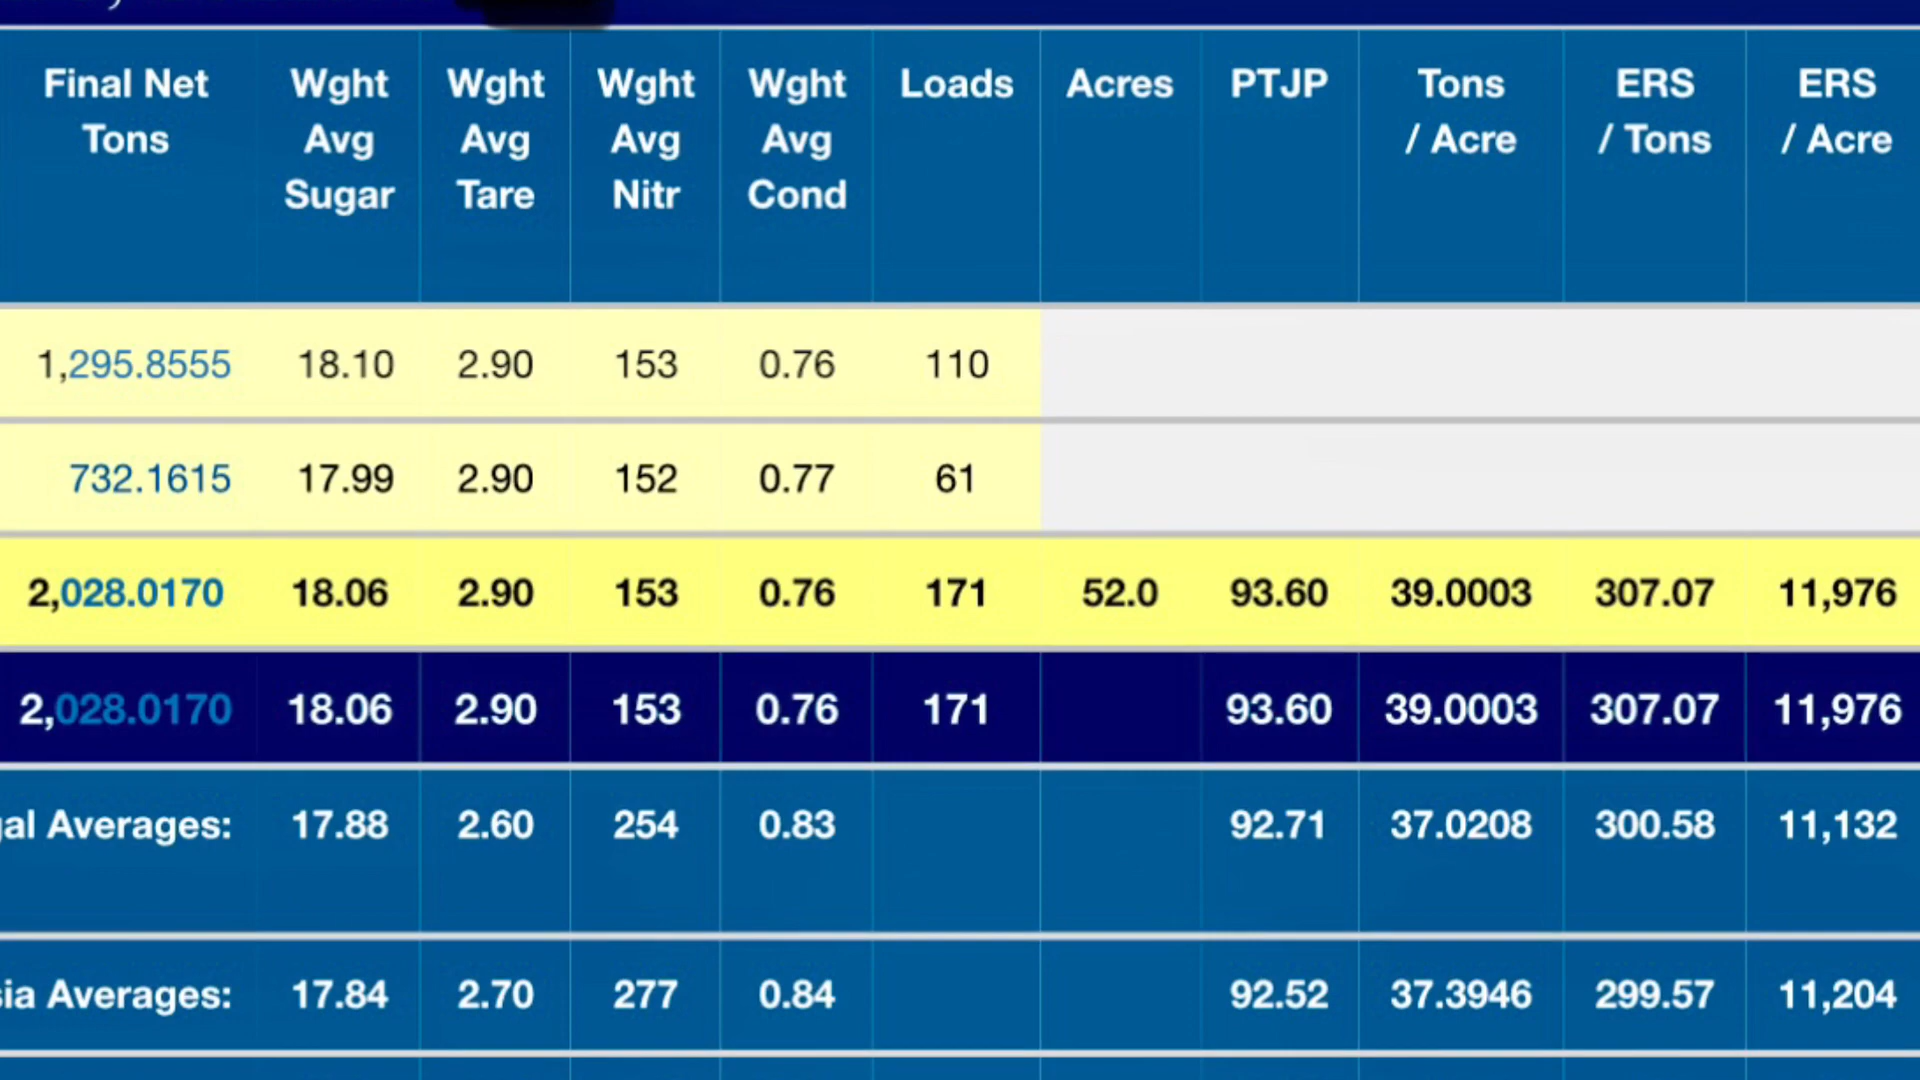 Final Net Tons Wght Avg Sugar Wght Avg Tare Wght Avg Nitr Wght Avg Cond Loads Acres PTJP Tons / Acre ERS / Tons ERS / Acre
1,295.8555 18.10 2.90 153 0.76 110
732.1615 17.99 2.90 152 0.77 61
2,028.0170 18.06 2.90 153 0.76 171 52.0 93.60 39.0003 307.07 11,976
2,028.0170 18.06 2.90 153 0.76 171 93.60 39.0003 307.07 11,976
Averages: 17.88 2.60 254 0.83 92.71 37.0208 300.58 11,132
Averages: 17.84 2.70 277 0.84 92.52 37.3946 299.57 11,204